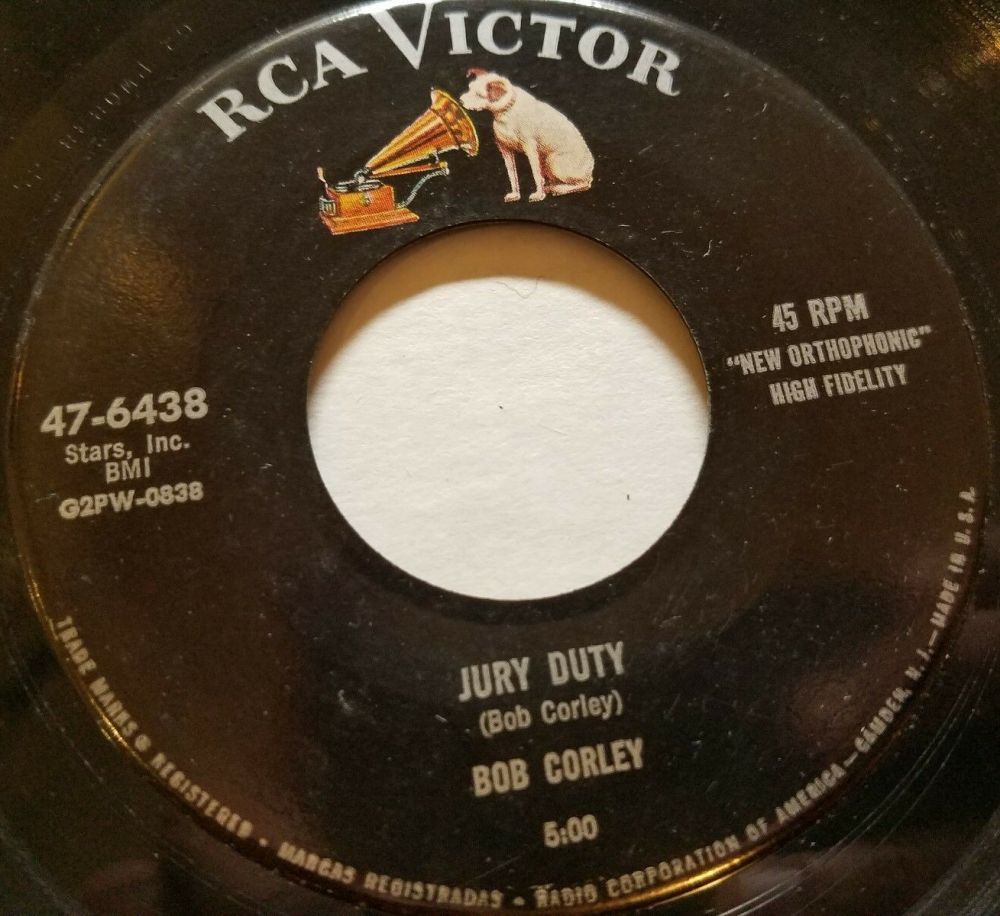 RCA VICTOR
45 RPM
"NEW ORTHOPHONIC"
HIGH FIDELITY
47-6438
Stars, Inc.
BMI
G2PW-0838
JURY DUTY
(Bob Corley)
BOB CORLEY
5:00
TRADE MARKS ® REGISTERED • MARCAS REGISTRADAS • RADIO CORPORATION OF AMERICA—CAMDEN, N. J.—MADE IN U.S.A.